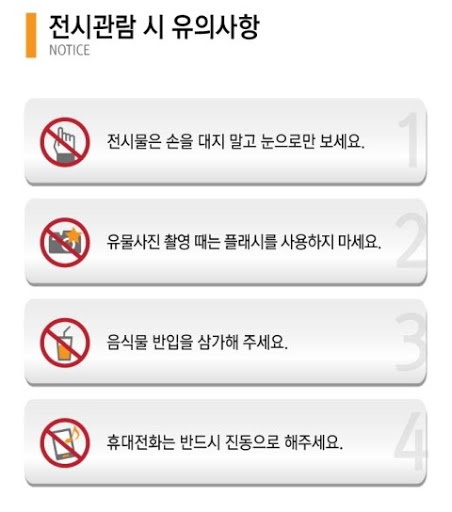 전시관람 시 유의사항
NOTICE
전시물은 손을 대지 말고 눈으로만 보세요. 1
유물사진 촬영 때는 플래시를 사용하지 마세요. 2
음식물 반입을 삼가해 주세요. 3
휴대전화는 반드시 진동으로 해주세요. 4